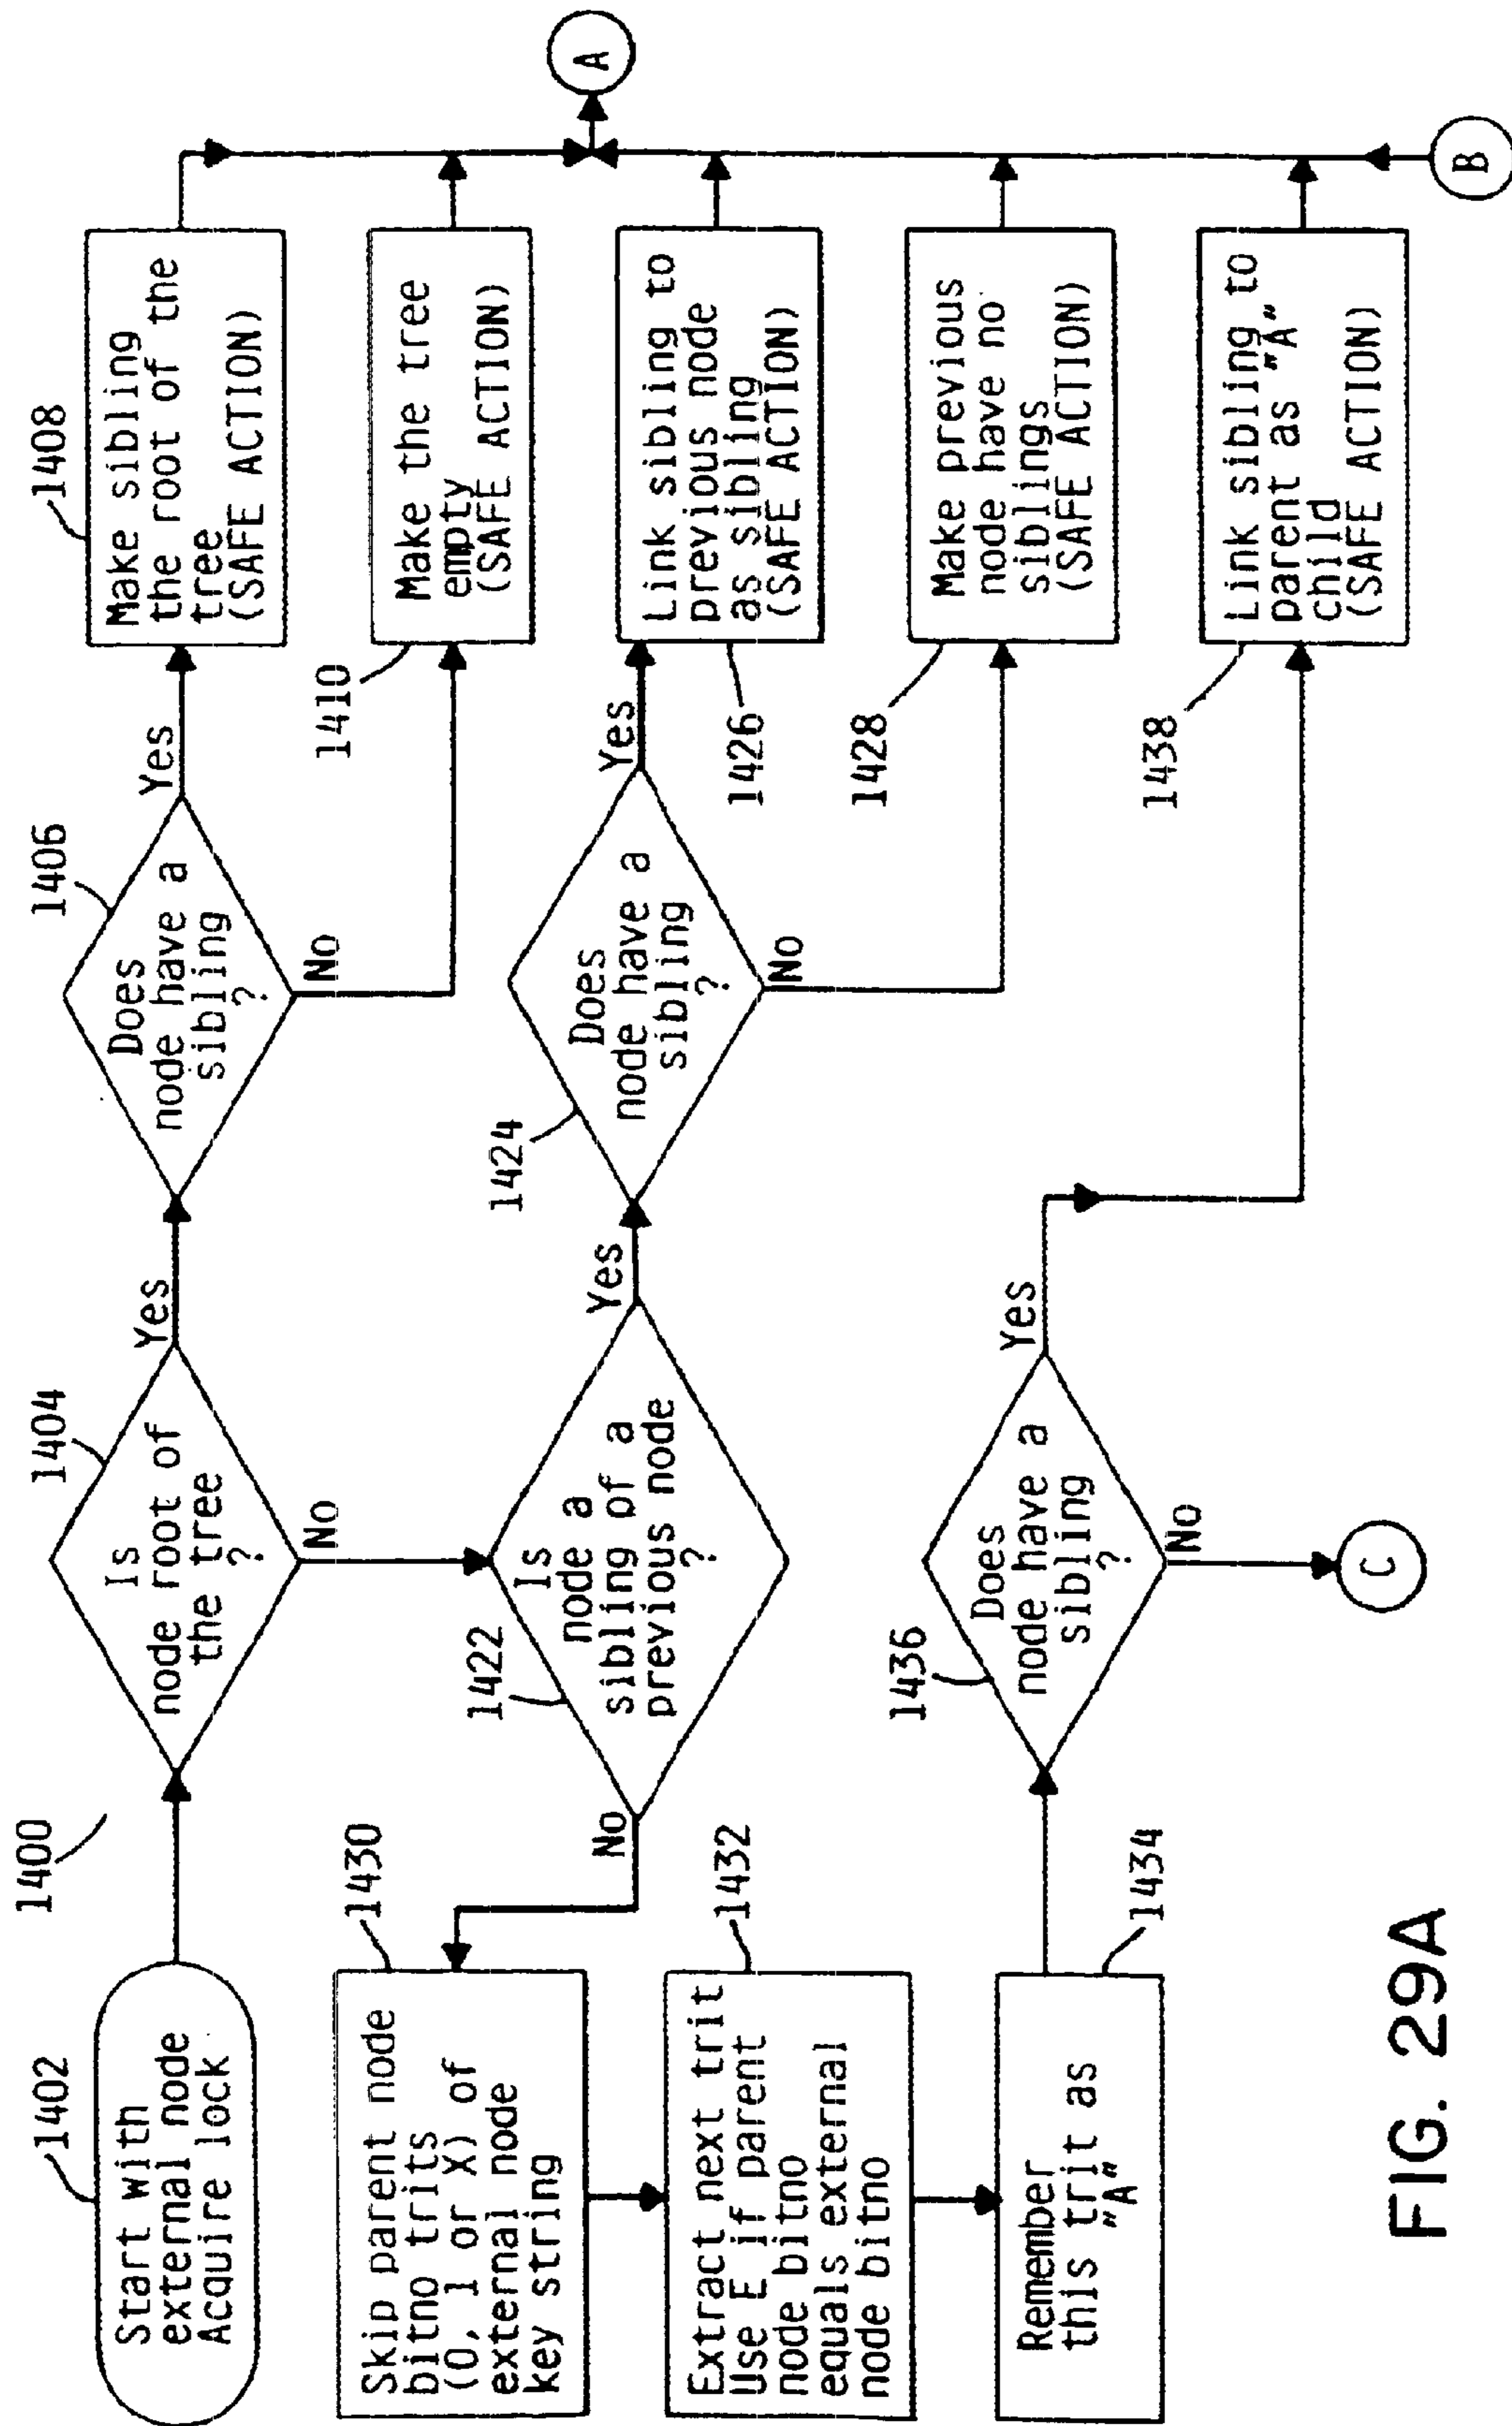 1400
1402
Start with
external node
Acquire lock
1404
Is
node root of
the tree
?
Yes
No
1406
Does
node have a
sibling
?
Yes
No
1408
Make sibling
the root of the
tree
(SAFE ACTION)
1410
Make the tree
empty
(SAFE ACTION)
A
1422
Is
node a
sibling of a
previous node
?
Yes
No
1424
Does
node have a
sibling
?
Yes
No
1426
Link sibling to
previous node
as sibling
(SAFE ACTION)
1428
Make previous
node have no
siblings
(SAFE ACTION)
1430
Skip parent node
bitno trits
(0, 1 or X) of
external node
key string
1432
Extract next trit
Use E if parent
node bitno
equals external
node bitno
1434
Remember
this trit as
"A"
1436
Does
node have a
sibling
?
Yes
No
1438
Link sibling to
parent as "A"
child
(SAFE ACTION)
C
B
FIG. 29A